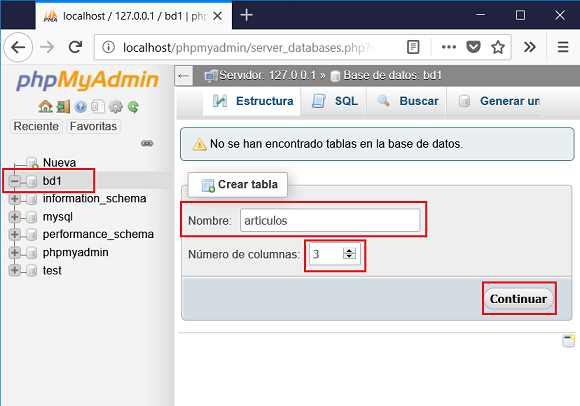 localhost / 127.0.0.1 / bd1 | ph
localhost/phpmyadmin/server_databases.php?
phpMyAdmin
Reciente Favoritas
Nueva
bd1
information_schema
mysql
performance_schema
phpmyadmin
test
Servidor: 127.0.0.1 » Base de datos: bd1
Estructura SQL Buscar Generar un
No se han encontrado tablas en la base de datos.
Crear tabla
Nombre: articulos
Número de columnas: 3
Continuar